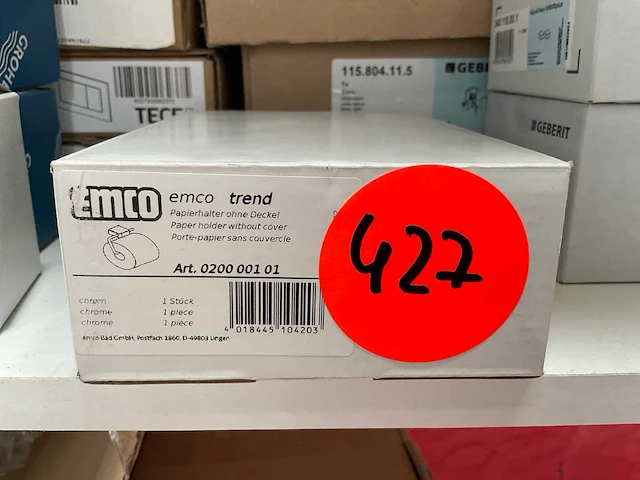 GROHE
TECE
115.804.11.5
GEBERIT
GEBERIT
EMCO
emco trend
Papierhalter ohne Deckel
Paper holder without cover
Porte-papier sans couvercle
Art. 0200 001 01
chrom 1 Stück
chrome 1 piece
chrome 1 pièce
4 018445 104203
emco Bad GmbH, Postfach 1860, D-49803 Lingen
427